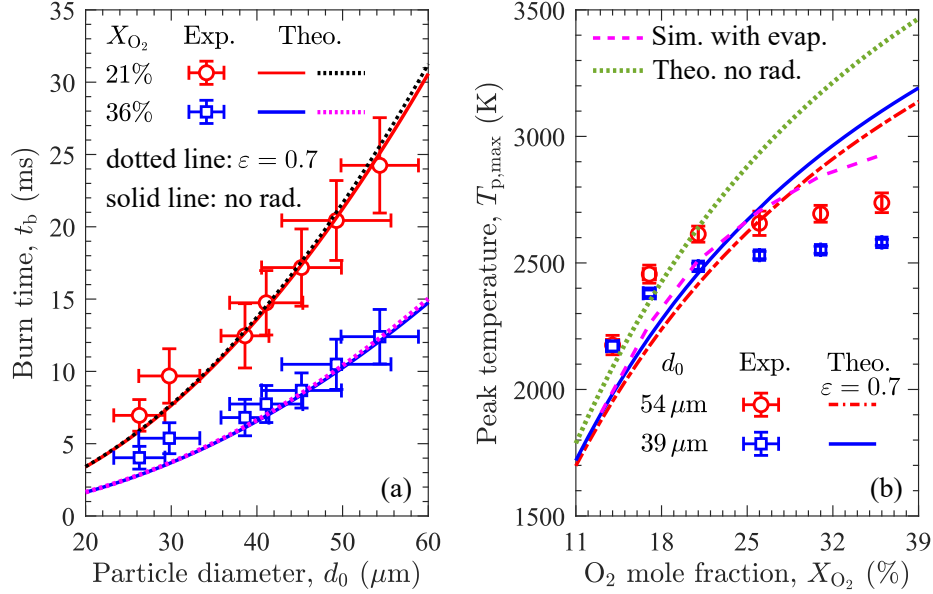 X_O₂ Exp. Theo.
21%
36%
dotted line: ε = 0.7
solid line: no rad.
(a)
35
30
25
20
15
10
5
0
20 30 40 50 60
Burn time, t_b (ms)
Particle diameter, d₀ (μm)
Sim. with evap.
Theo. no rad.
d₀ Exp. Theo.
ε = 0.7
54 μm
39 μm
(b)
3500
3000
2500
2000
1500
11 18 25 32 39
Peak temperature, T_p,max (K)
O₂ mole fraction, X_O₂ (%)